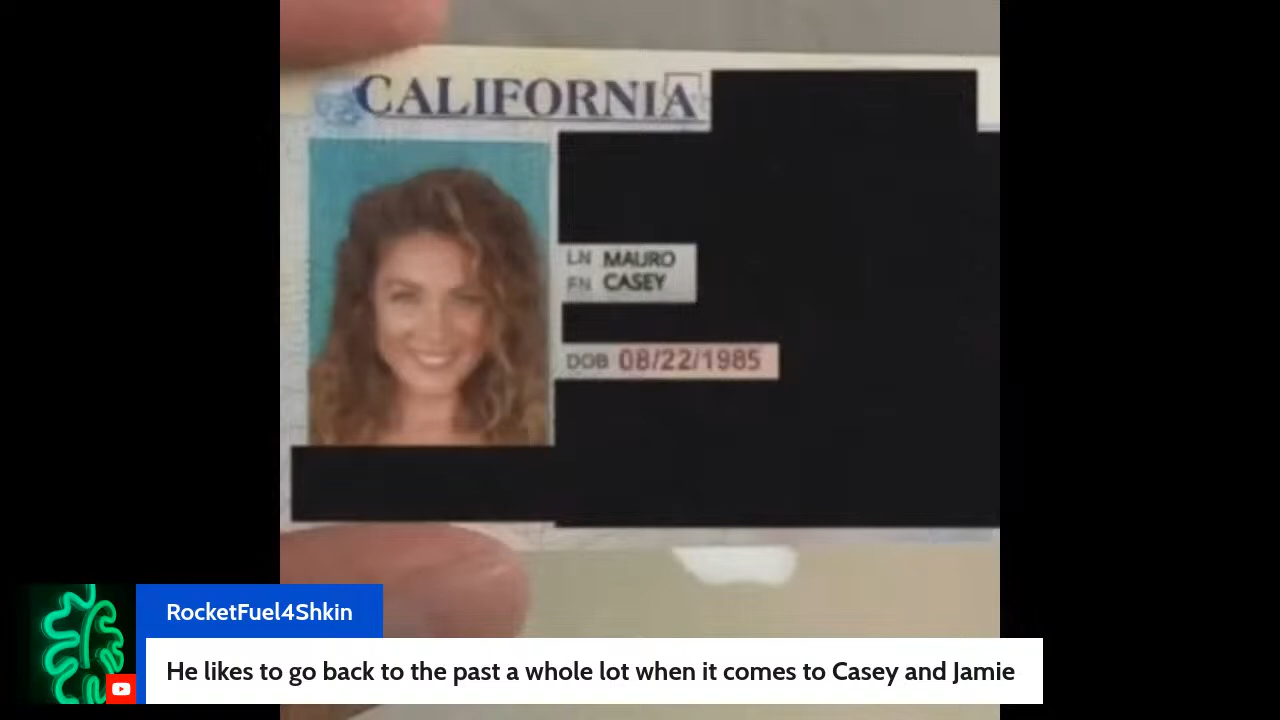 CALIFORNIA
LN MAURO
FN CASEY
DOB 08/22/1985
RocketFuel4Shkin
He likes to go back to the past a whole lot when it comes to Casey and Jamie